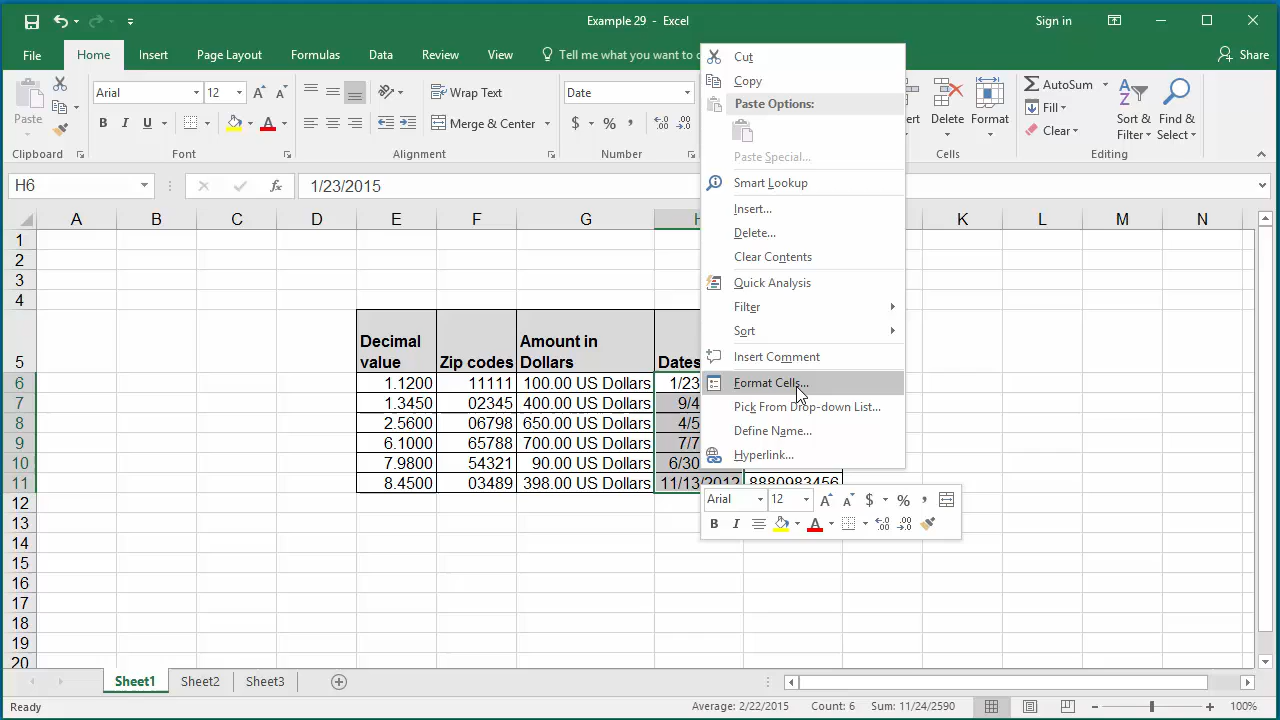 Example 29 - Excel
Sign in
File Home Insert Page Layout Formulas Data Review View Tell me what you want to Share
Cut
Copy
Paste Options:
Paste Special...
Smart Lookup
Insert...
Delete...
Clear Contents
Quick Analysis
Filter
Sort
Insert Comment
Format Cells...
Pick From Drop-down List...
Define Name...
Hyperlink...
Paste
Clipboard
Arial 12
B I U
Font
Wrap Text
Merge & Center
Alignment
Date
$ % ,
Number
Delete Format
Cells
AutoSum
Fill
Clear
Sort & Filter
Find & Select
Editing
H6 fx 1/23/2015
A B C D E F G H K L M N
1
2
3
4
5 Decimal value Zip codes Amount in Dollars Dates
6 1.1200 11111 100.00 US Dollars 1/23
7 1.3450 02345 400.00 US Dollars 9/4
8 2.5600 06798 650.00 US Dollars 4/5
9 6.1000 65788 700.00 US Dollars 7/7
10 7.9800 54321 90.00 US Dollars 6/30
11 8.4500 03489 398.00 US Dollars 11/13/2012 8880983456
12
13
14
15
16
17
18
19
20
Arial 12 A A $ % ,
B I A
Sheet1 Sheet2 Sheet3
Ready Average: 2/22/2015 Count: 6 Sum: 11/24/2590 100%